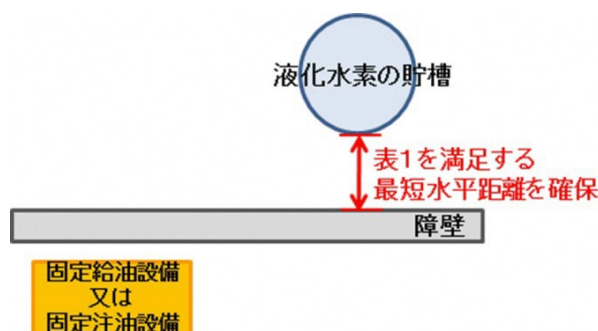 液化水素の貯槽
表1を満足する
最短水平距離を確保
障壁
固定給油設備
又は
固定注油設備